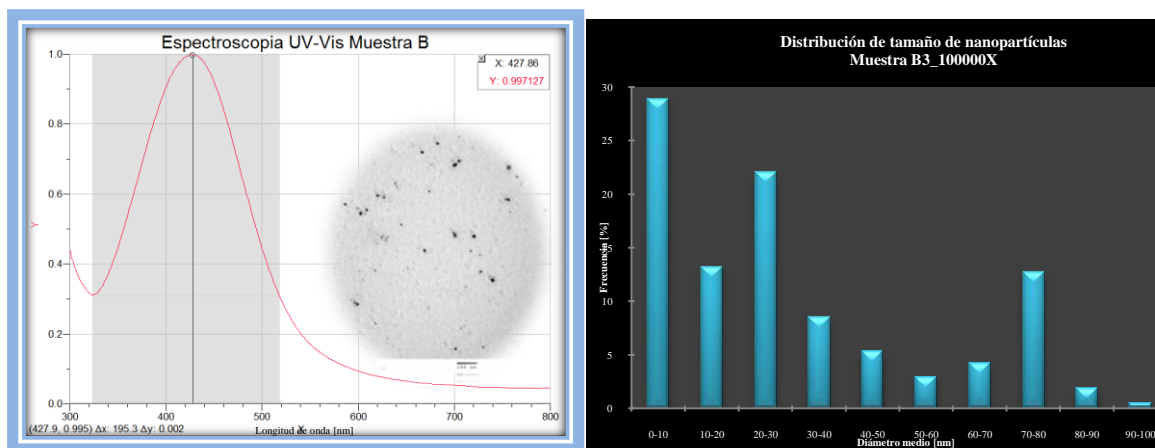 Espectroscopia UV-Vis Muestra B
X: 427.86
Y: 0.997127
1.0
0.8
0.6
Y
0.4
0.2
0.0
300
400
500
600
700
800
(427.9, 0.995) Δx: 195.3 Δy: 0.002
Longitud de onda [nm]
X
Distribución de tamaño de nanopartículas
Muestra B3_100000X
30
25
20
15
10
5
0
Frecuencia [%]
0-10
10-20
20-30
30-40
40-50
50-60
60-70
70-80
80-90
90-100
Diámetro medio [nm]